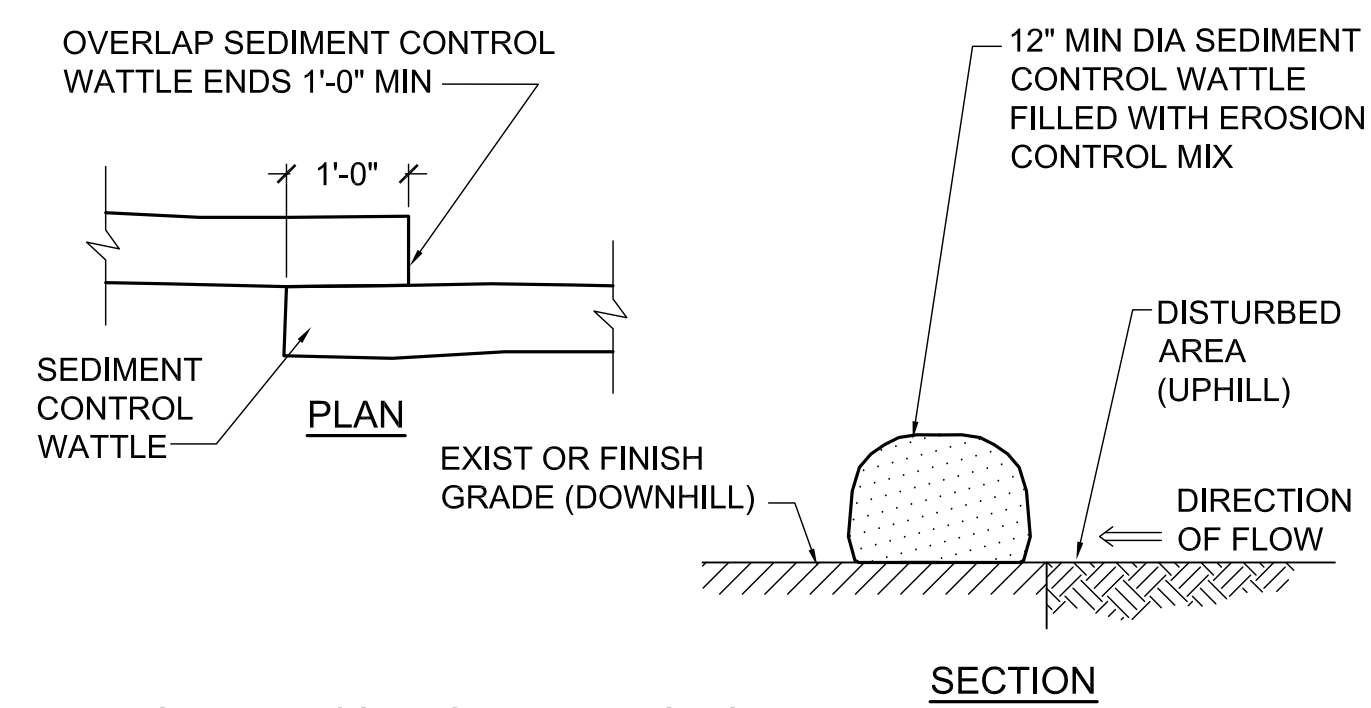 OVERLAP SEDIMENT CONTROL
WATTLE ENDS 1'-0" MIN
1'-0"
SEDIMENT
CONTROL
WATTLE
PLAN
12" MIN DIA SEDIMENT
CONTROL WATTLE
FILLED WITH EROSION
CONTROL MIX
EXIST OR FINISH
GRADE (DOWNHILL)
DISTURBED
AREA
(UPHILL)
DIRECTION
OF FLOW
SECTION